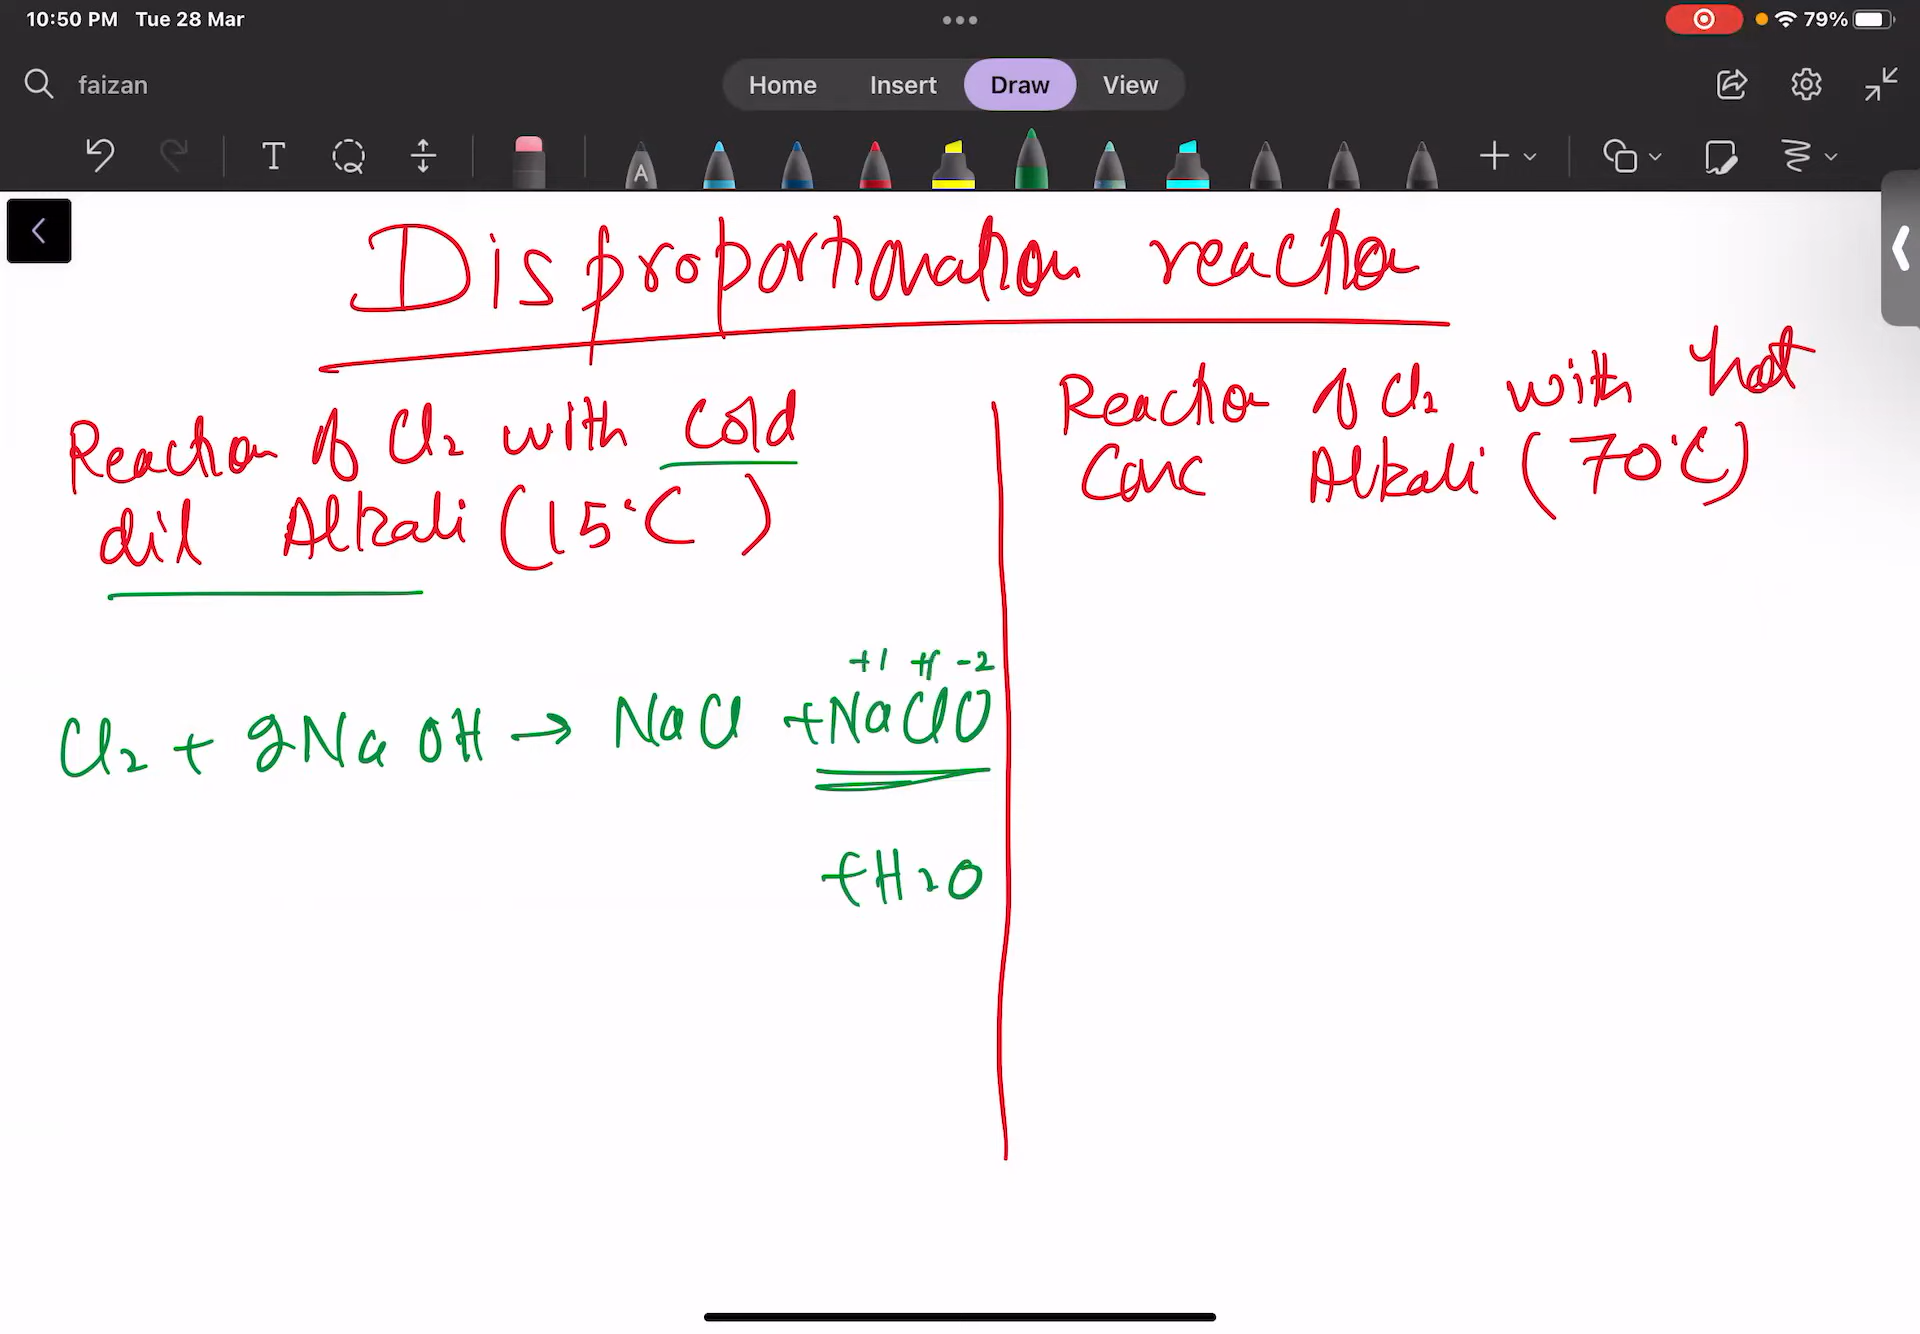 10:50 PM Tue 28 Mar
79%
faizan
Home Insert Draw View
T
A
Disproportionation reaction
Reaction of Cl2 with Cold
dil Alkali (15°C)
Cl2 + 2NaOH → NaCl + NaClO
+1 +1 -2
+ H2O
Reaction of Cl2 with hot
Conc Alkali (70°C)